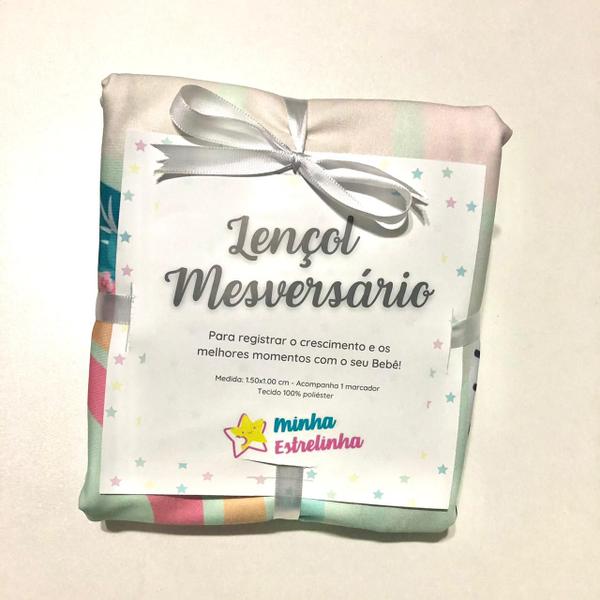 Lençol
Mesversário
Para registrar o crescimento e os
melhores momentos com o seu Bebê!
Medida: 1.50x1.00 cm - Acompanha 1 marcador
Tecido 100% poliéster
Minha
Estrelinha